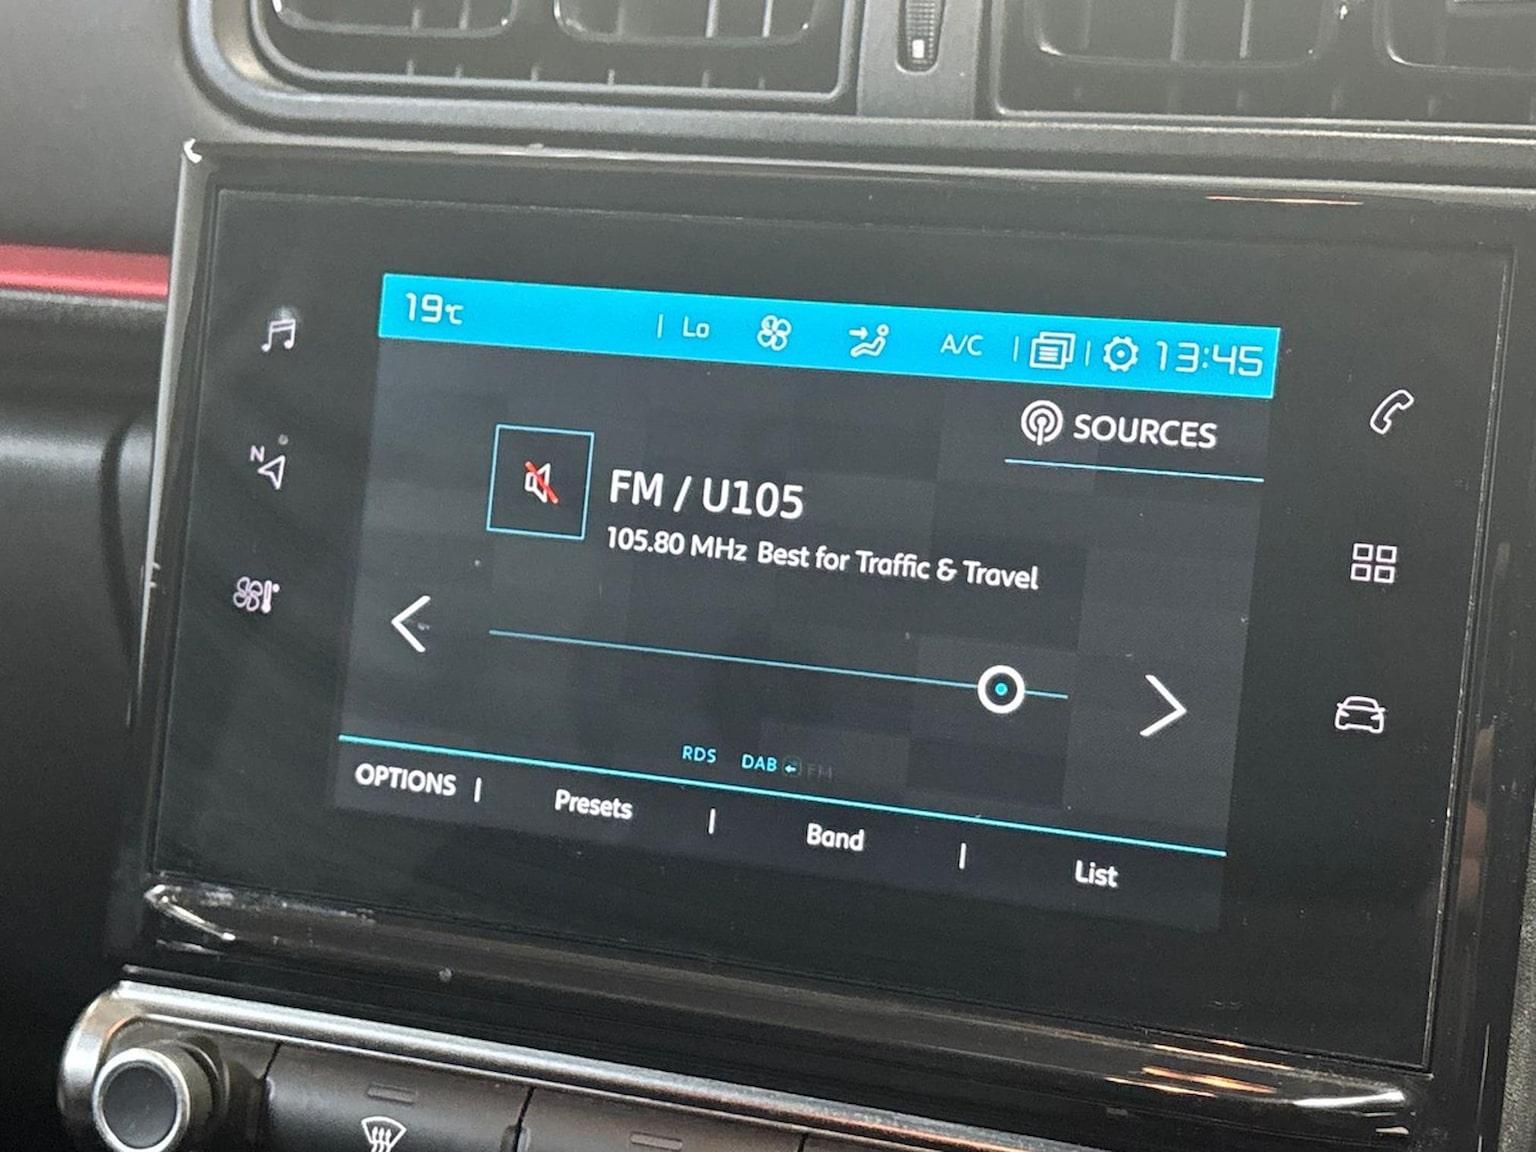 19℃ | Lo A/C | | 13:45
SOURCES
N
FM / U105
105.80 MHz Best for Traffic & Travel
RDS DAB FM
OPTIONS | Presets | Band | List